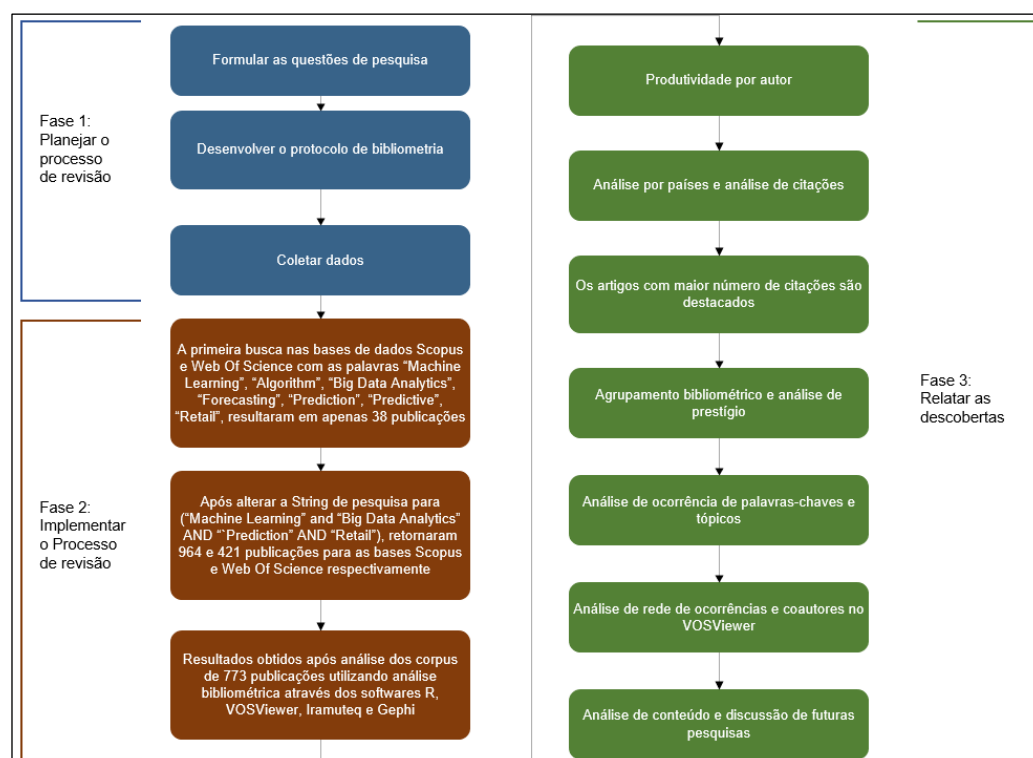 Fase 1:
Planejar o
processo
de revisão
Formular as questões de pesquisa
Desenvolver o protocolo de bibliometria
Coletar dados
Fase 2:
Implementar
o Processo
de revisão
A primeira busca nas bases de dados Scopus
e Web Of Science com as palavras “Machine
Learning”, “Algorithm”, “Big Data Analytics”,
“Forecasting”, “Prediction”, “Predictive”,
“Retail”, resultaram em apenas 38 publicações
Após alterar a String de pesquisa para
(“Machine Learning” and “Big Data Analytics”
AND “`Prediction” AND “Retail”), retornaram
964 e 421 publicações para as bases Scopus
e Web Of Science respectivamente
Resultados obtidos após análise dos corpus
de 773 publicações utilizando análise
bibliométrica através dos softwares R,
VOSViewer, Iramuteq e Gephi
Fase 3:
Relatar as
descobertas
Produtividade por autor
Análise por países e análise de citações
Os artigos com maior número de citações são
destacados
Agrupamento bibliométrico e análise de
prestígio
Análise de ocorrência de palavras-chaves e
tópicos
Análise de rede de ocorrências e coautores no
VOSViewer
Análise de conteúdo e discussão de futuras
pesquisas